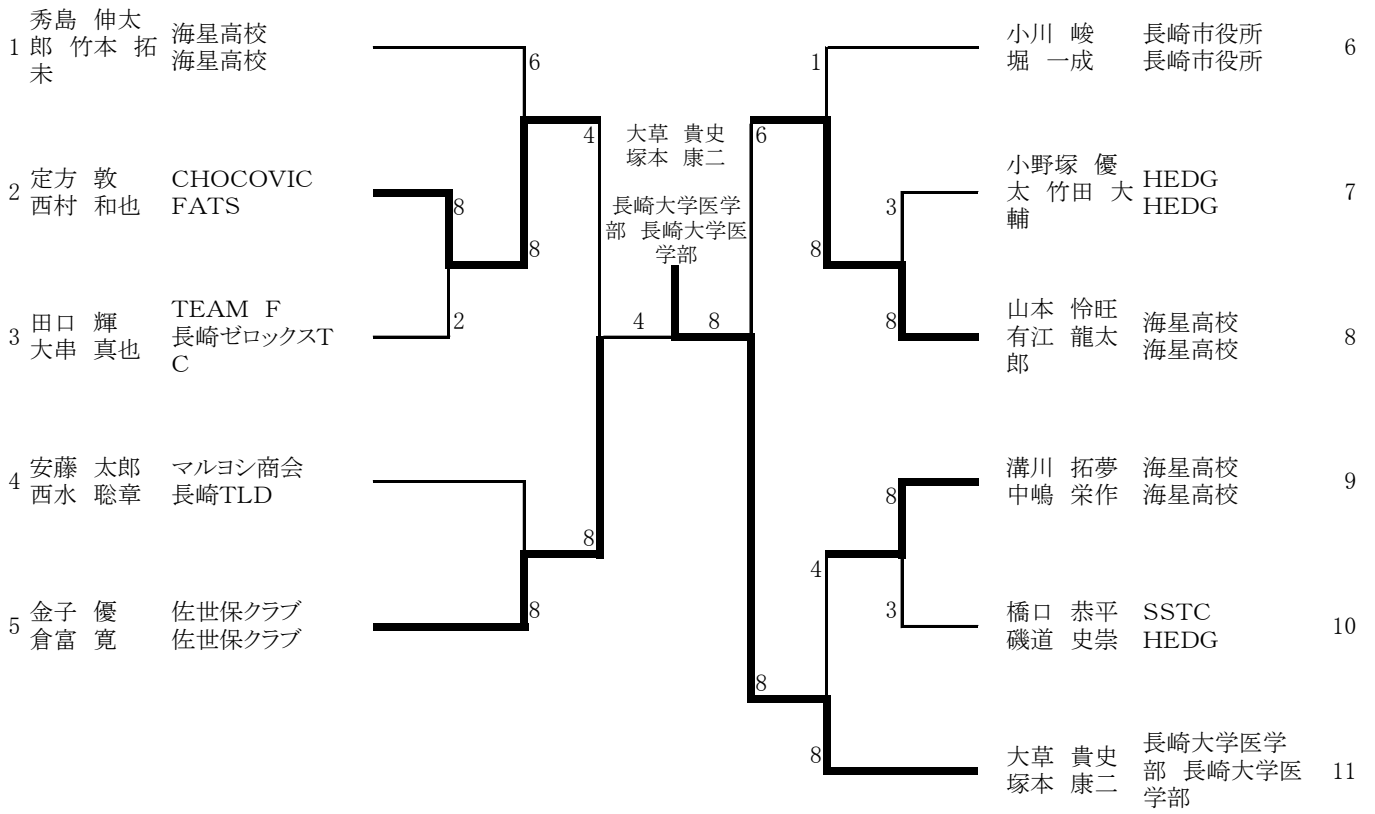 秀島 伸太
1 郎 竹本 拓 海星高校
未 海星高校
6
2 定方 敦 CHOCOVIC
西村 和也 FATS
8
8
4
3 田口 輝 TEAM F
大串 真也 長崎ゼロックスT
C
2
4 安藤 太郎 マルヨシ商会
西水 聡章 長崎TLD
8
5 金子 優 佐世保クラブ
倉富 寛 佐世保クラブ
8
大草 貴史
塚本 康二
長崎大学医学
部 長崎大学医
学部
4 8
小川 峻 長崎市役所 6
堀 一成 長崎市役所
1
6
小野塚 優
太 竹田 大 HEDG 7
輔 HEDG
3
8
山本 怜旺
有江 龍太 海星高校 8
郎 海星高校
8
溝川 拓夢 海星高校 9
中嶋 栄作 海星高校
8
4
橋口 恭平 SSTC 10
磯道 史崇 HEDG
3
8
大草 貴史 長崎大学医学
塚本 康二 部 長崎大学医 11
学部
8